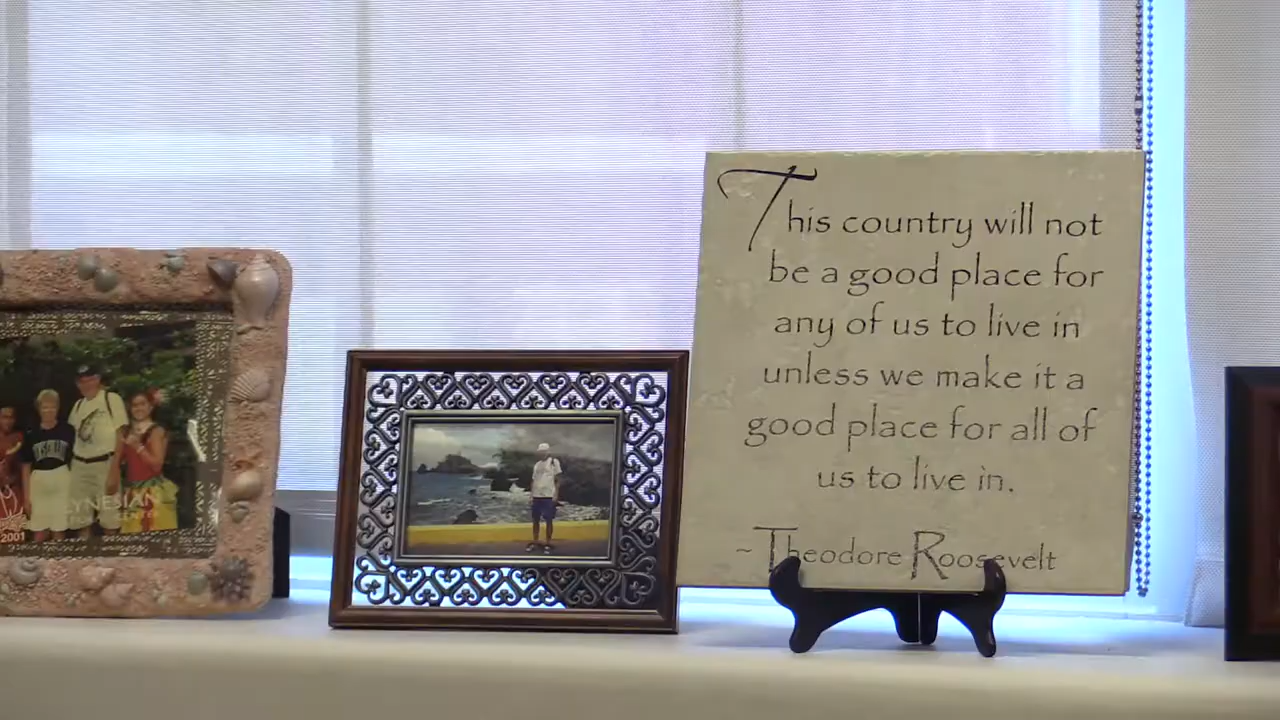 This country will not
be a good place for
any of us to live in
unless we make it a
good place for all of
us to live in.
~ Theodore Roosevelt
2001